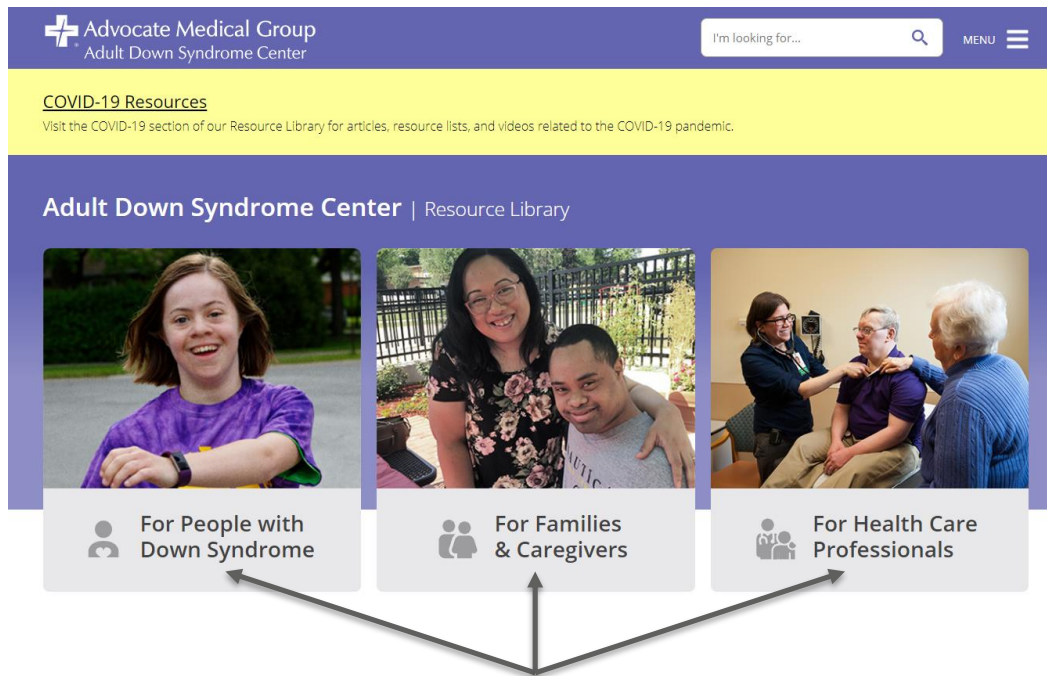 Advocate Medical Group
Adult Down Syndrome Center
I'm looking for...
MENU
COVID-19 Resources
Visit the COVID-19 section of our Resource Library for articles, resource lists, and videos related to the COVID-19 pandemic.
Adult Down Syndrome Center | Resource Library
For People with
Down Syndrome
For Families
& Caregivers
For Health Care
Professionals